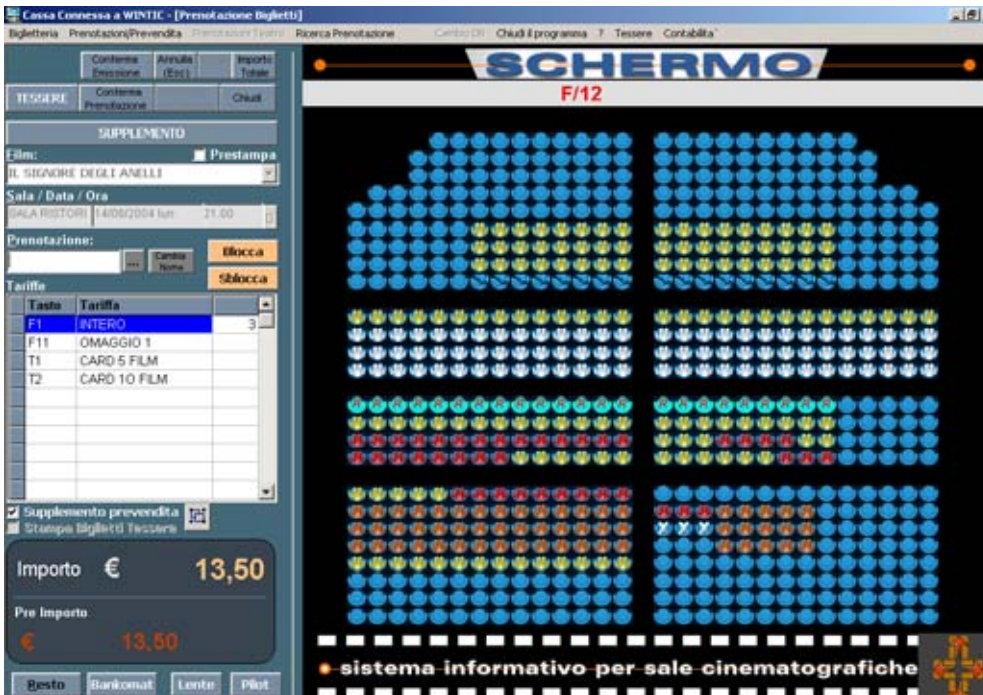 Cassa Connessa a WINTIC - [Prenotazione Biglietti]
Biglietteria Prenotazioni/Prevendita Prenotazioni Teatro Ricerca Prenotazione Cambio DB Chiudi il programma ? Tessere Contabilita'
Conferma Emissione
Annulla (Esc)
Importo Totale
TESSERE
Conferma Prenotazione
Chiudi
SUPPLEMENTO
Film:
Prestampa
IL SIGNORE DEGLI ANELLI
Sala / Data / Ora
SALA RISTORI 14/06/2004 lun 21.00
Prenotazione:
...
Cambia Nome
Blocca
Sblocca
Tariffe
Tasto Tariffa
F1 INTERO 3
F11 OMAGGIO 1
T1 CARD 5 FILM
T2 CARD 10 FILM
Supplemento prevendita
Stampa Biglietti Tessere
Importo € 13,50
Pre Importo
€ 13,50
Resto Bankomat Lente Pilot
SCHERMO
F/12
sistema informativo per sale cinematografiche